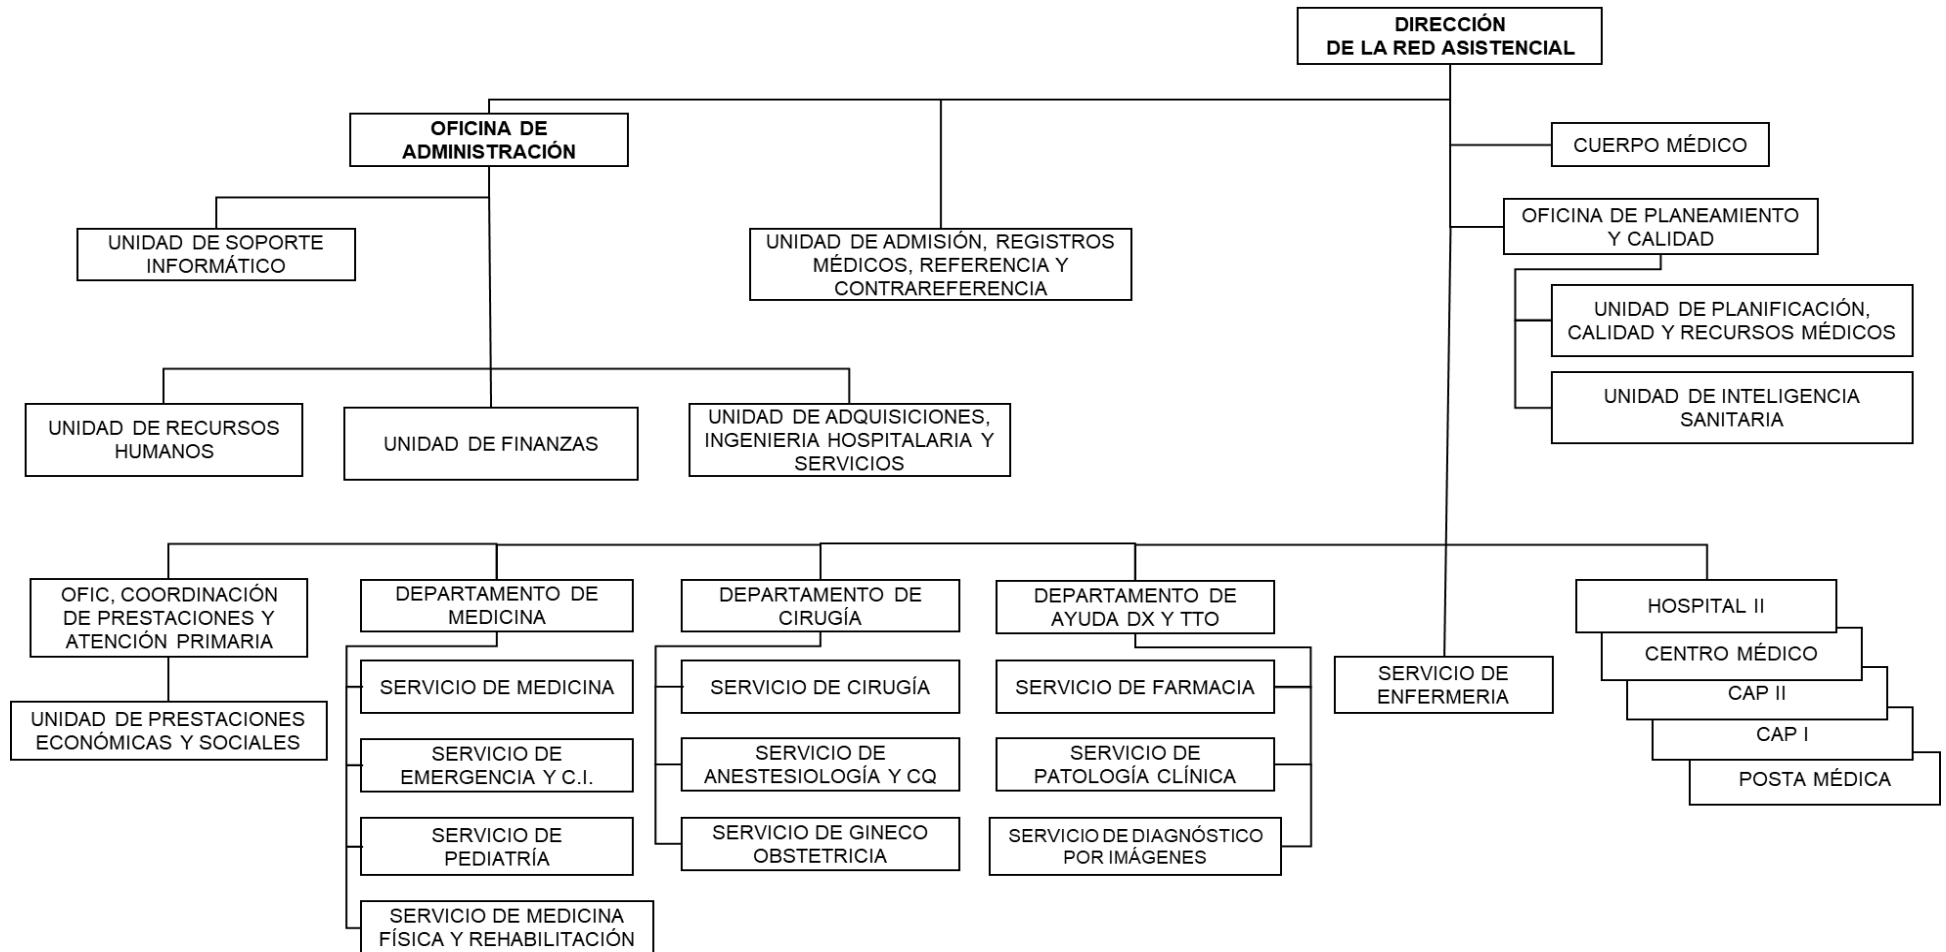 DIRECCIÓN
DE LA RED ASISTENCIAL
OFICINA DE
ADMINISTRACIÓN
CUERPO MÉDICO
UNIDAD DE SOPORTE
INFORMÁTICO
UNIDAD DE ADMISIÓN, REGISTROS
MÉDICOS, REFERENCIA Y
CONTRAREFERENCIA
OFICINA DE PLANEAMIENTO
Y CALIDAD
UNIDAD DE PLANIFICACIÓN,
CALIDAD Y RECURSOS MÉDICOS
UNIDAD DE INTELIGENCIA
SANITARIA
UNIDAD DE RECURSOS
HUMANOS
UNIDAD DE FINANZAS
UNIDAD DE ADQUISICIONES,
INGENIERIA HOSPITALARIA Y
SERVICIOS
OFIC, COORDINACIÓN
DE PRESTACIONES Y
ATENCIÓN PRIMARIA
UNIDAD DE PRESTACIONES
ECONÓMICAS Y SOCIALES
DEPARTAMENTO DE
MEDICINA
SERVICIO DE MEDICINA
SERVICIO DE
EMERGENCIA Y C.I.
SERVICIO DE
PEDIATRÍA
SERVICIO DE MEDICINA
FÍSICA Y REHABILITACIÓN
DEPARTAMENTO DE
CIRUGÍA
SERVICIO DE CIRUGÍA
SERVICIO DE
ANESTESIOLOGÍA Y CQ
SERVICIO DE GINECO
OBSTETRICIA
DEPARTAMENTO DE
AYUDA DX Y TTO
SERVICIO DE FARMACIA
SERVICIO DE
PATOLOGÍA CLÍNICA
SERVICIO DE DIAGNÓSTICO
POR IMÁGENES
SERVICIO DE
ENFERMERIA
HOSPITAL II
CENTRO MÉDICO
CAP II
CAP I
POSTA MÉDICA